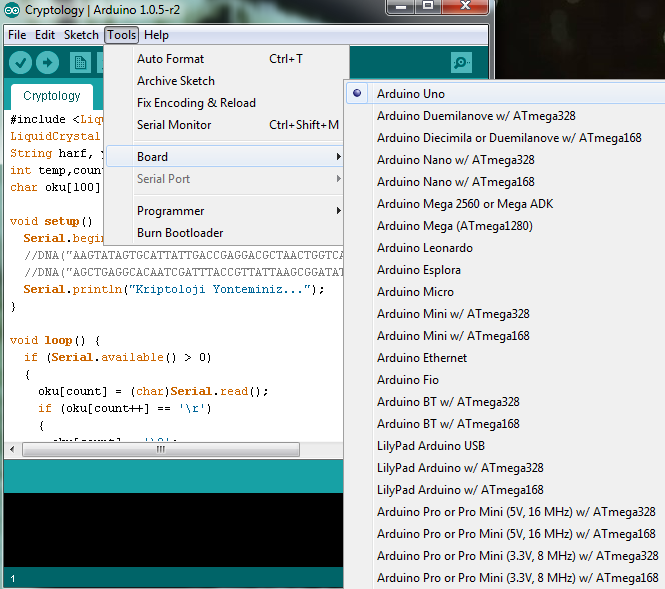 Cryptology | Arduino 1.0.5-r2
File Edit Sketch Tools Help
Auto Format Ctrl+T
Archive Sketch
Fix Encoding & Reload
Serial Monitor Ctrl+Shift+M
Board
Serial Port
Programmer
Burn Bootloader
Arduino Uno
Arduino Duemilanove w/ ATmega328
Arduino Diecimila or Duemilanove w/ ATmega168
Arduino Nano w/ ATmega328
Arduino Nano w/ ATmega168
Arduino Mega 2560 or Mega ADK
Arduino Mega (ATmega1280)
Arduino Leonardo
Arduino Esplora
Arduino Micro
Arduino Mini w/ ATmega328
Arduino Mini w/ ATmega168
Arduino Ethernet
Arduino Fio
Arduino BT w/ ATmega328
Arduino BT w/ ATmega168
LilyPad Arduino USB
LilyPad Arduino w/ ATmega328
LilyPad Arduino w/ ATmega168
Arduino Pro or Pro Mini (5V, 16 MHz) w/ ATmega328
Arduino Pro or Pro Mini (5V, 16 MHz) w/ ATmega168
Arduino Pro or Pro Mini (3.3V, 8 MHz) w/ ATmega328
Arduino Pro or Pro Mini (3.3V, 8 MHz) w/ ATmega168
Cryptology
#include <Liqu
LiquidCrystal
String harf, y
int temp,coun
char oku[100]
void setup()
Serial.begin
//DNA("AAGTATAGTGCATTATTGACCGAGGACGCTAACTGGTCA
//DNA("AGCTGAGGCACAATCGATTTACCGTTATTAAGCGGATAT
Serial.println("Kriptoloji Yonteminiz...");
}
void loop() {
if (Serial.available() > 0)
{
oku[count] = (char)Serial.read();
if (oku[count++] == '\r')
{
1